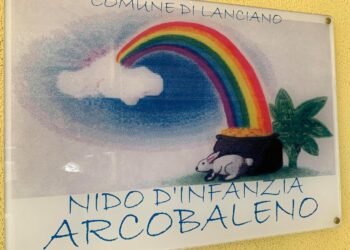 COMUNE DI LANCIANO
NIDO D'INFANZIA
ARCOBALENO